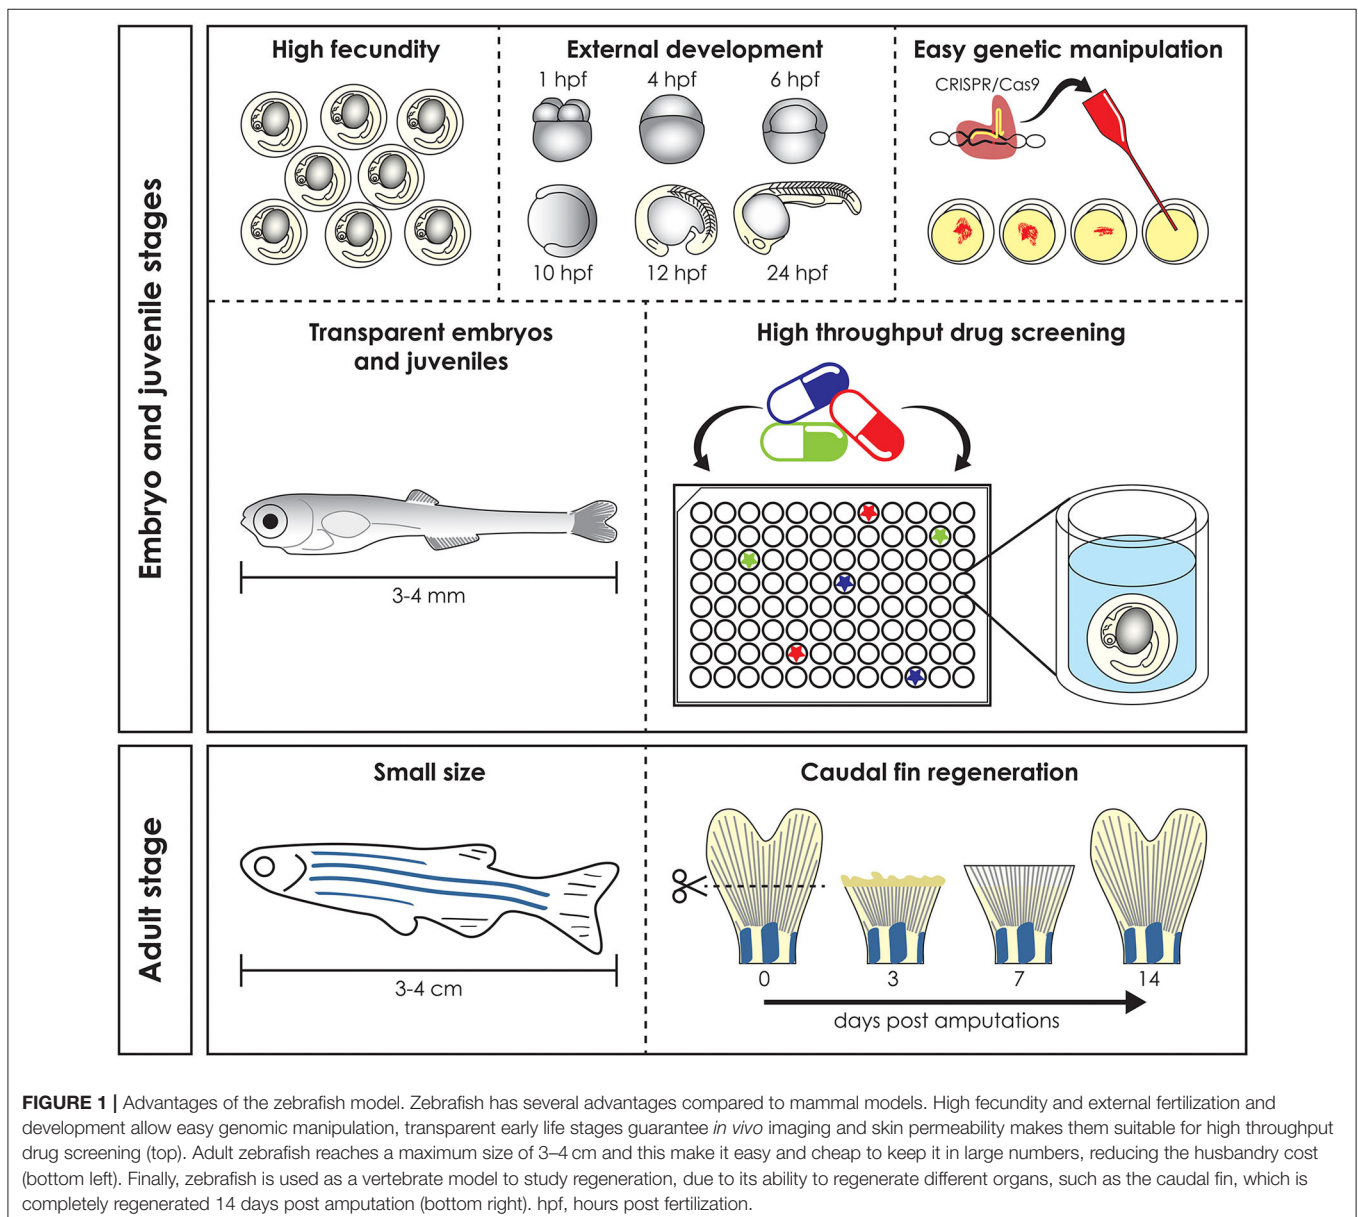 Embryo and juvenile stages
High fecundity
External development
1 hpf
4 hpf
6 hpf
10 hpf
12 hpf
24 hpf
Easy genetic manipulation
CRISPR/Cas9
Transparent embryos
and juveniles
3-4 mm
High throughput drug screening
Adult stage
Small size
3-4 cm
Caudal fin regeneration
0
3
7
14
days post amputations
FIGURE 1 | Advantages of the zebrafish model. Zebrafish has several advantages compared to mammal models. High fecundity and external fertilization and
development allow easy genomic manipulation, transparent early life stages guarantee in vivo imaging and skin permeability makes them suitable for high throughput
drug screening (top). Adult zebrafish reaches a maximum size of 3–4 cm and this make it easy and cheap to keep it in large numbers, reducing the husbandry cost
(bottom left). Finally, zebrafish is used as a vertebrate model to study regeneration, due to its ability to regenerate different organs, such as the caudal fin, which is
completely regenerated 14 days post amputation (bottom right). hpf, hours post fertilization.